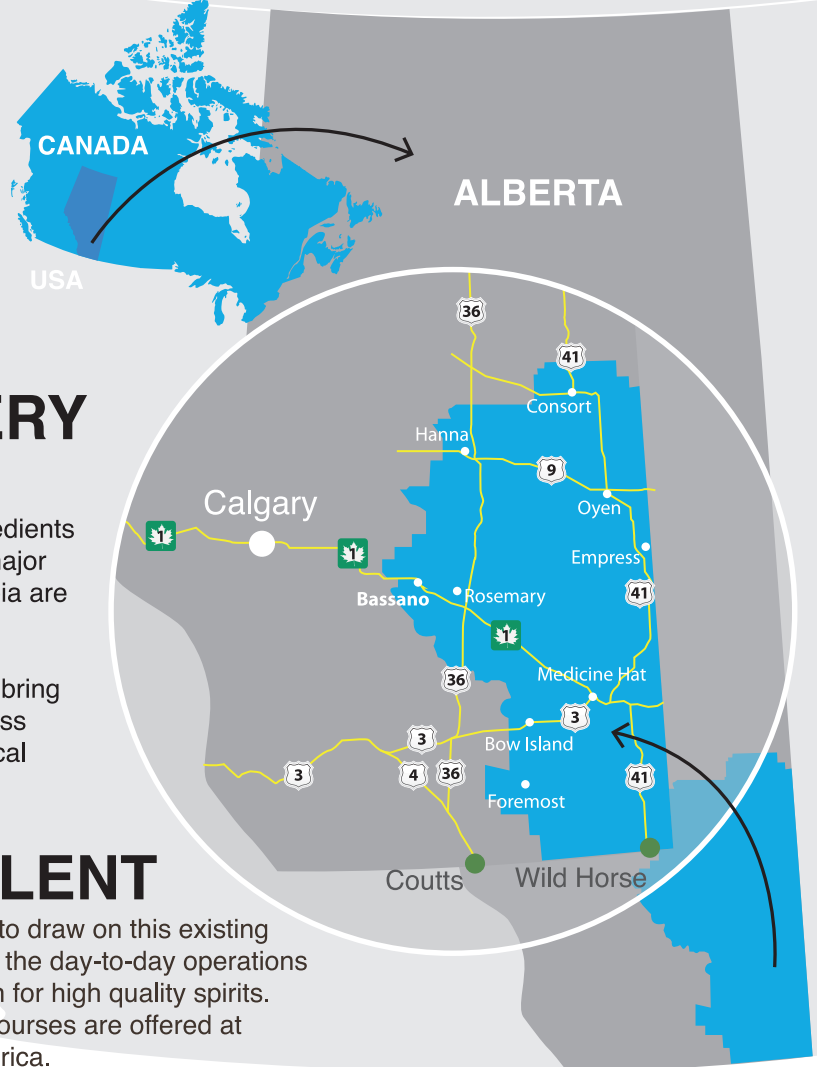 CANADA
ALBERTA
USA
36
41
Consort
Hanna
9
Calgary
Oyen
1
1
Empress
41
Bassano
Rosemary
1
Medicine Hat
36
3
3
Bow Island
3
4
36
41
Foremost
Coutts
Wild Horse
ERY
edients
major
ia are
bring
ss
cal
LENT
to draw on this existing
the day-to-day operations
n for high quality spirits.
ourses are offered at
rica.